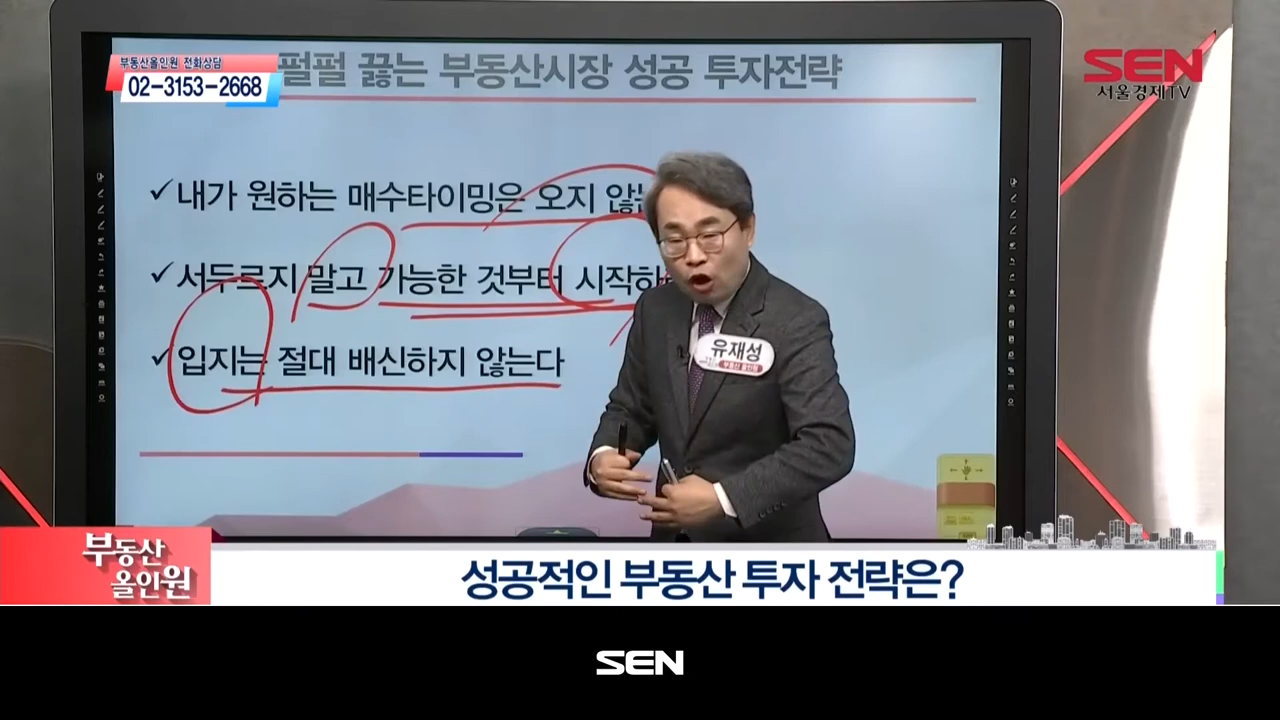 부동산올인원 전화상담
02-3153-2668
펄펄 끓는 부동산시장 성공 투자전략
SEN
서울경제TV
✓내가 원하는 매수타이밍은 오지
✓서두르지 말고 가능한 것부터
✓입지는 절대 배신하지 않는다
유재성
부동산
올인원
성공적인 부동산 투자 전략은?
SEN